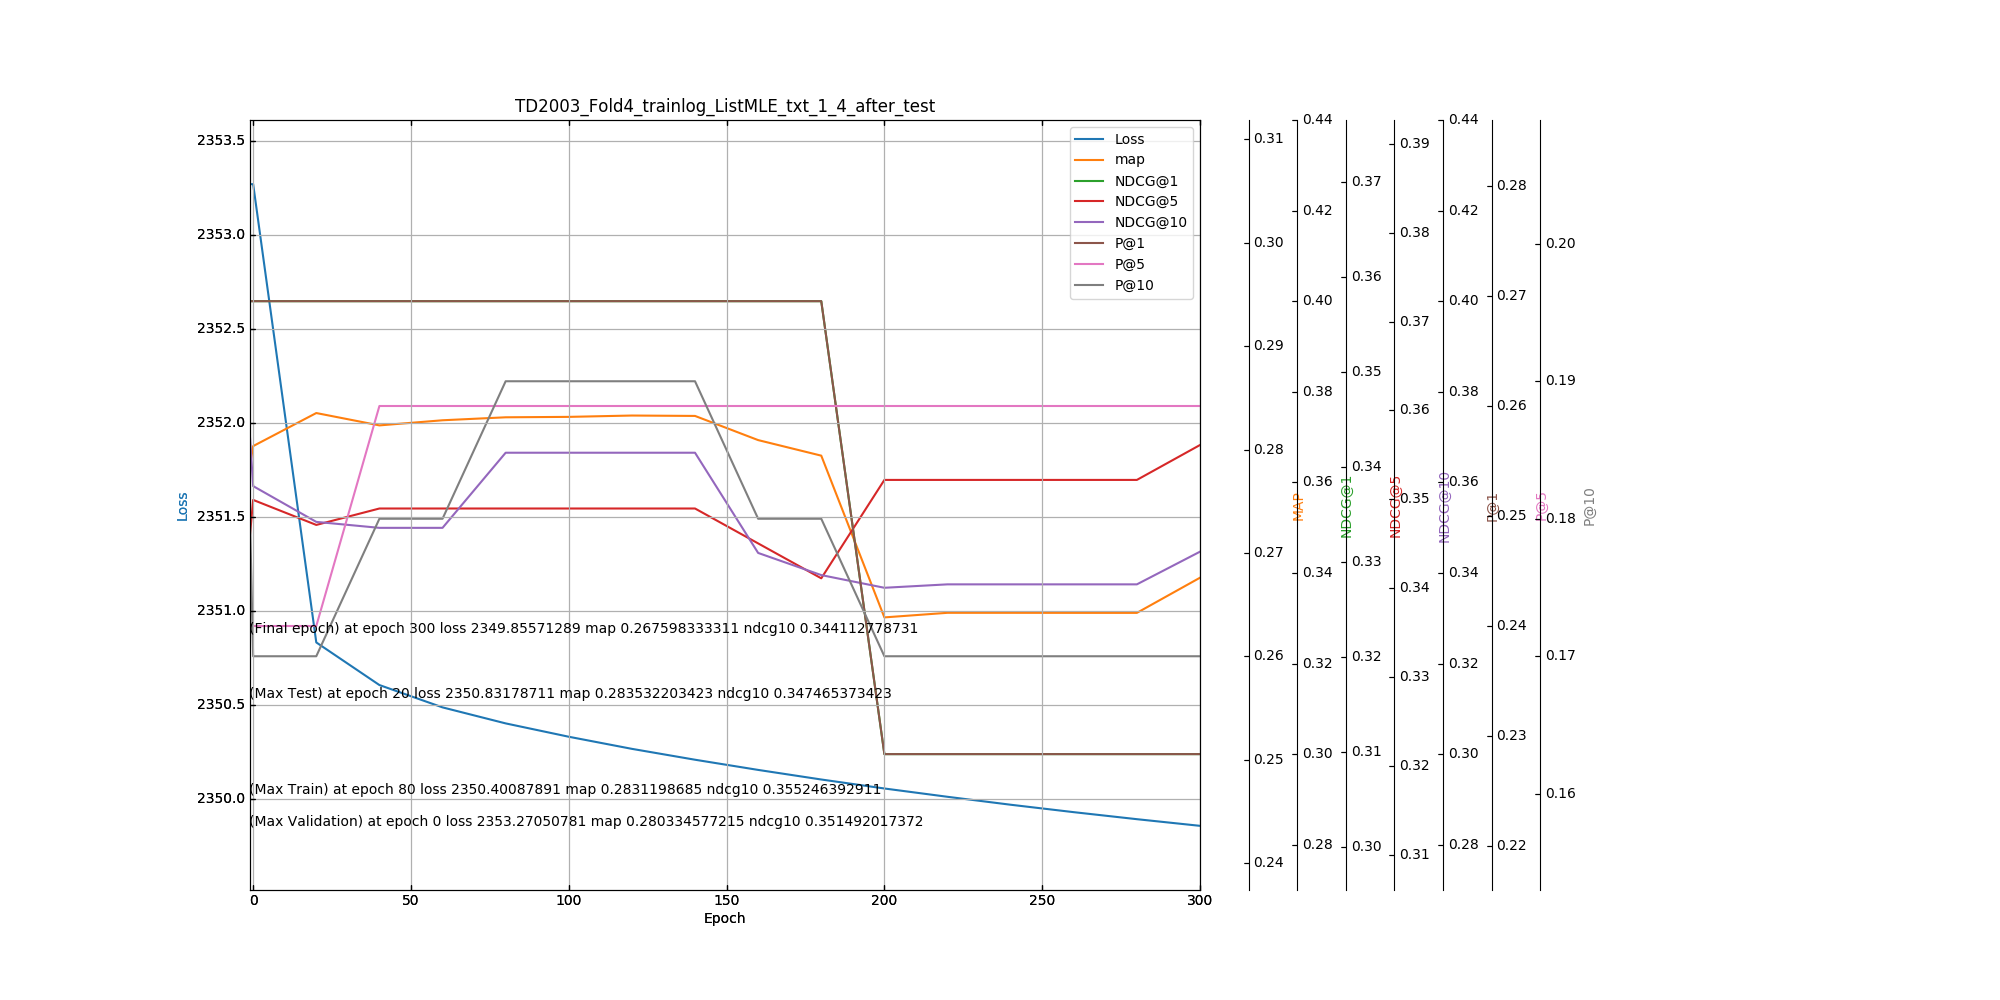 TD2003_Fold4_trainlog_ListMLE_txt_1_4_after_test
2353.5
2353.0
2352.5
2352.0
2351.5
2351.0
2350.5
2350.0
Loss
Loss
map
NDCG@1
NDCG@5
NDCG@10
P@1
P@5
P@10
(Final epoch) at epoch 300 loss 2349.85571289 map 0.267598333311 ndcg10 0.344112778731
(Max Test) at epoch 20 loss 2350.83178711 map 0.283532203423 ndcg10 0.347465373423
(Max Train) at epoch 80 loss 2350.40087891 map 0.2831198685 ndcg10 0.355246392911
(Max Validation) at epoch 0 loss 2353.27050781 map 0.280334577215 ndcg10 0.351492017372
0 50 100 150 200 250 300
Epoch
0.31
0.30
0.29
0.28
0.27
0.26
0.25
0.24
MAP
0.44
0.42
0.40
0.38
0.36
0.34
0.32
0.30
0.28
NDCG@1
0.37
0.36
0.35
0.34
0.33
0.32
0.31
0.30
NDCG@5
0.39
0.38
0.37
0.36
0.35
0.34
0.33
0.32
0.31
NDCG@10
0.44
0.42
0.40
0.38
0.36
0.34
0.32
0.30
0.28
P@1
0.28
0.27
0.26
0.25
0.24
0.23
0.22
P@5
0.20
0.19
0.18
0.17
0.16
P@10